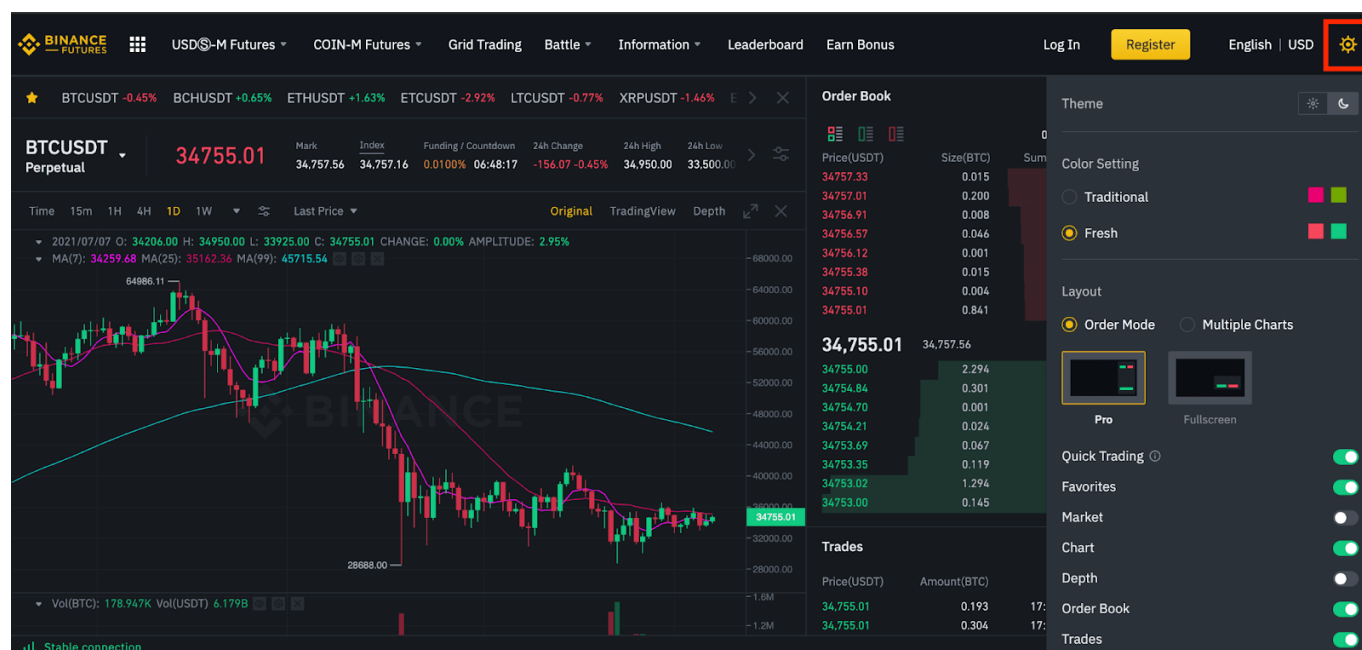 BINANCE FUTURES USDⓈ-M Futures COIN-M Futures Grid Trading Battle Information Leaderboard Earn Bonus Log In Register English | USD
BTCUSDT -0.45% BCHUSDT +0.65% ETHUSDT +1.63% ETCUSDT -2.92% LTCUSDT -0.77% XRPUSDT -1.46%
BTCUSDT
Perpetual
34755.01
Mark
34,757.56
Index
34,757.16
Funding / Countdown
0.0100% 06:48:17
24h Change
-156.07 -0.45%
24h High
34,950.00
24h Low
33,500.00
Time 15m 1H 4H 1D 1W Last Price Original TradingView Depth
2021/07/07 O: 34206.00 H: 34950.00 L: 33925.00 C: 34755.01 CHANGE: 0.00% AMPLITUDE: 2.95%
MA(7): 34259.68 MA(25): 35162.36 MA(99): 45715.54
64986.11
28688.00
BINANCE
68000.00
64000.00
60000.00
56000.00
52000.00
48000.00
44000.00
40000.00
36000.00
34755.01
32000.00
28000.00
Vol(BTC): 178.947K Vol(USDT) 6.179B
1.6M
1.2M
Stable connection
Order Book
Price(USDT) Size(BTC) Sum
34757.33 0.015
34757.01 0.200
34756.91 0.008
34756.57 0.046
34756.12 0.001
34755.38 0.015
34755.10 0.004
34755.01 0.841
34,755.01 34,757.56
34755.00 2.294
34754.84 0.301
34754.70 0.001
34754.21 0.024
34753.69 0.067
34753.35 0.119
34753.02 1.294
34753.00 0.145
Trades
Price(USDT) Amount(BTC)
34,755.01 0.193 17:
34,755.01 0.304 17:
Theme
Color Setting
Traditional
Fresh
Layout
Order Mode Multiple Charts
Pro Fullscreen
Quick Trading
Favorites
Market
Chart
Depth
Order Book
Trades